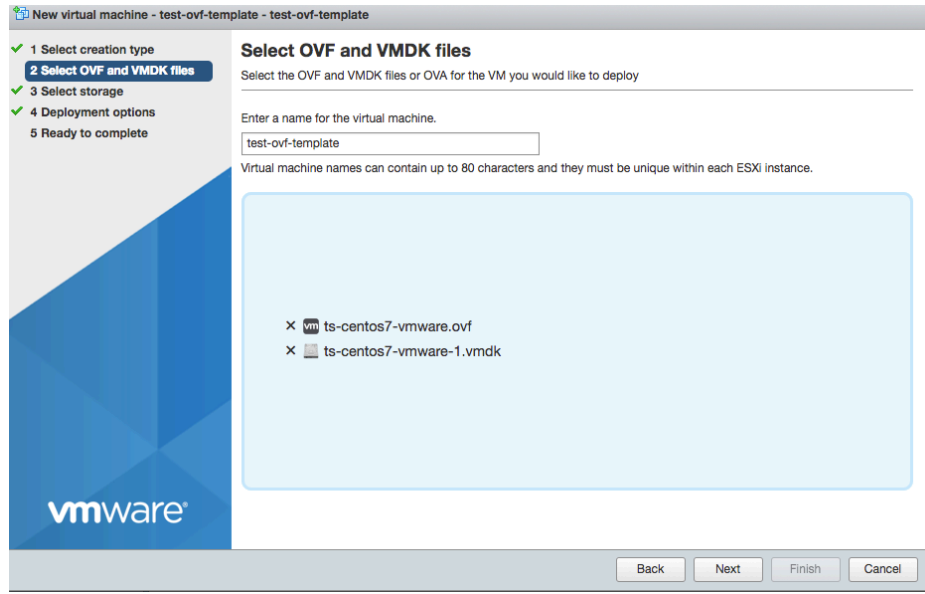 New virtual machine - test-ovf-template - test-ovf-template
1 Select creation type
2 Select OVF and VMDK files
3 Select storage
4 Deployment options
5 Ready to complete
Select OVF and VMDK files
Select the OVF and VMDK files or OVA for the VM you would like to deploy
Enter a name for the virtual machine.
test-ovf-template
Virtual machine names can contain up to 80 characters and they must be unique within each ESXi instance.
vm ts-centos7-vmware.ovf
ts-centos7-vmware-1.vmdk
vmware®
Back Next Finish Cancel